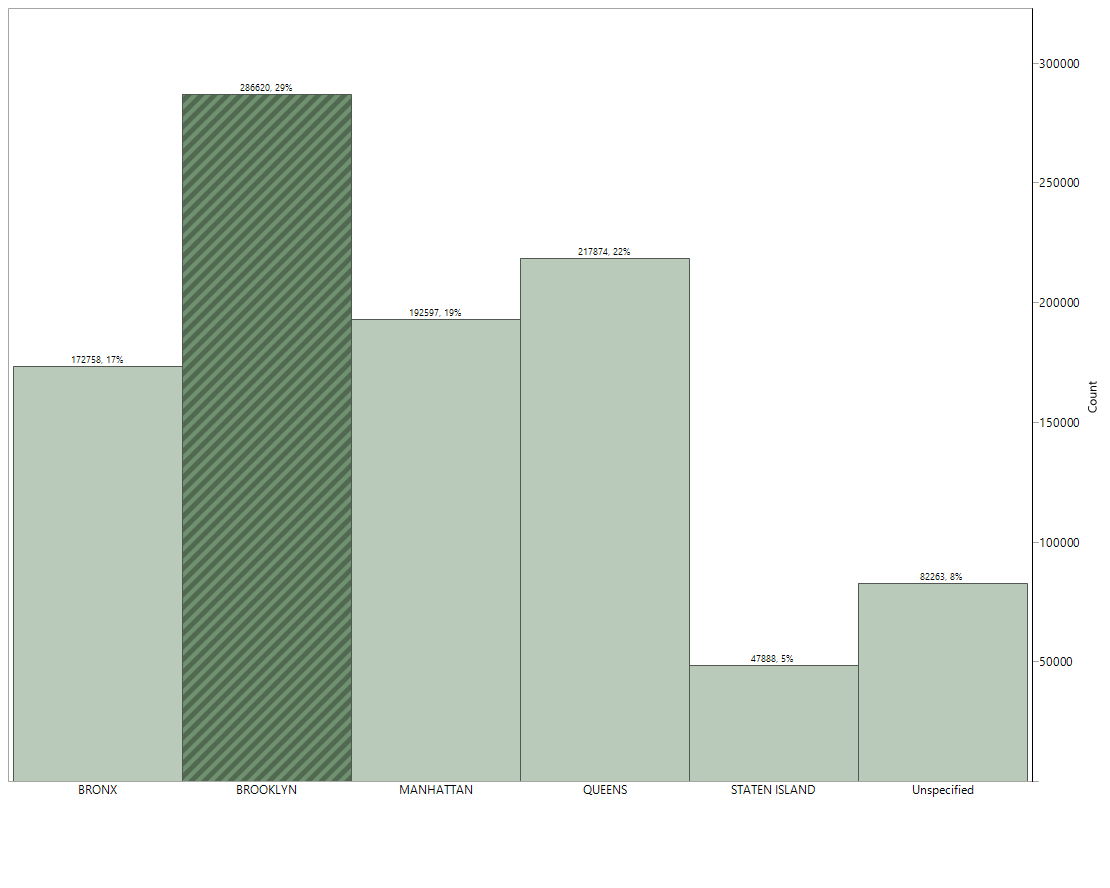 286620, 29%
217874, 22%
192597, 19%
172758, 17%
82263, 8%
47888, 5%
300000
250000
200000
150000
100000
50000
Count
BRONX
BROOKLYN
MANHATTAN
QUEENS
STATEN ISLAND
Unspecified